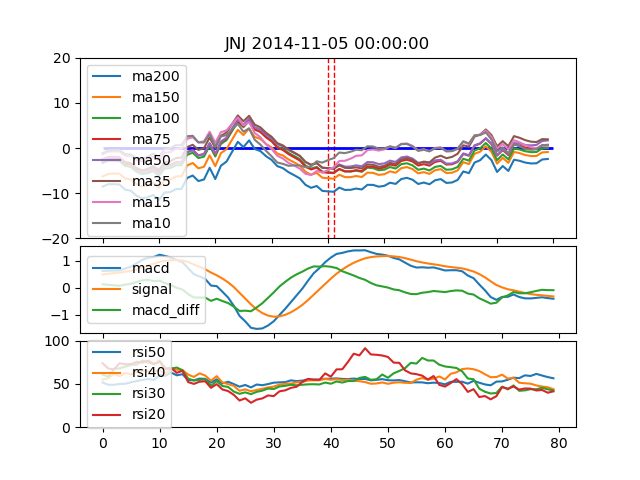 JNJ 2014-11-05 00:00:00
20
10
0
−10
−20
ma200
ma150
ma100
ma75
ma50
ma35
ma15
ma10
1
0
−1
macd
signal
macd_diff
100
50
0
rsi50
rsi40
rsi30
rsi20
0 10 20 30 40 50 60 70 80